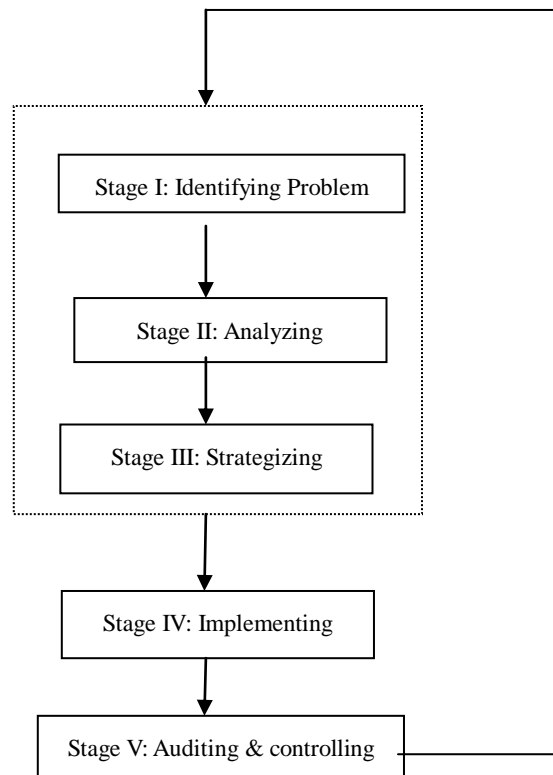 Stage I: Identifying Problem
Stage II: Analyzing
Stage III: Strategizing
Stage IV: Implementing
Stage V: Auditing & controlling